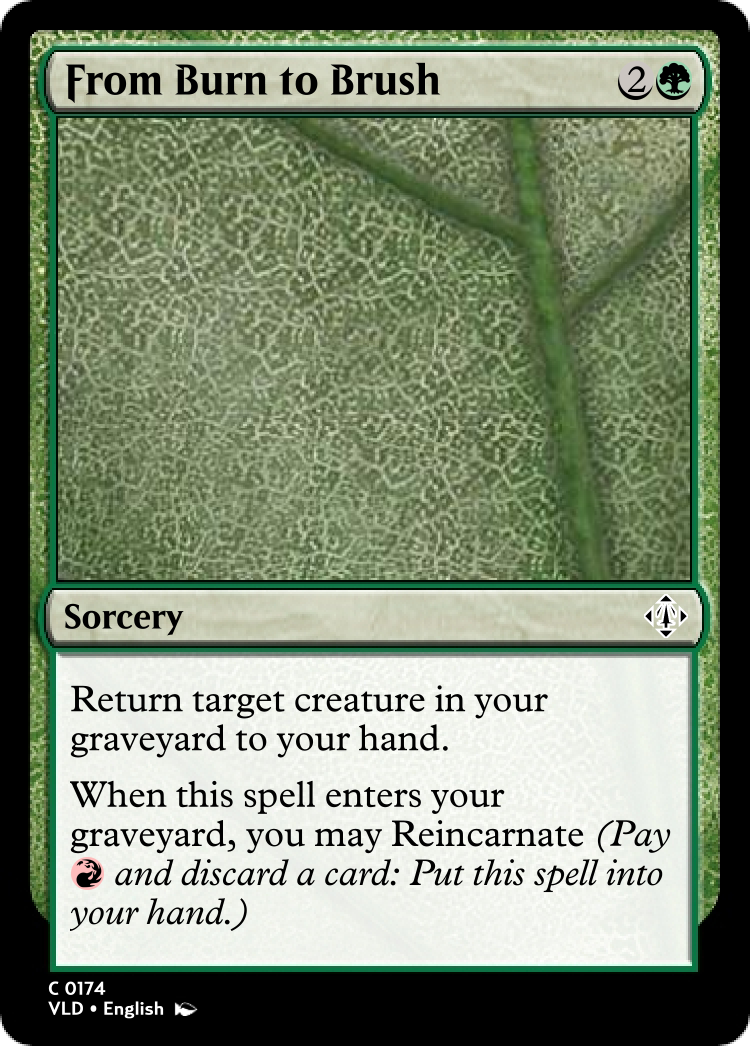 From Burn to Brush 2
Sorcery
Return target creature in your
graveyard to your hand.
When this spell enters your
graveyard, you may Reincarnate (Pay
and discard a card: Put this spell into
your hand.)
C 0174
VLD • English